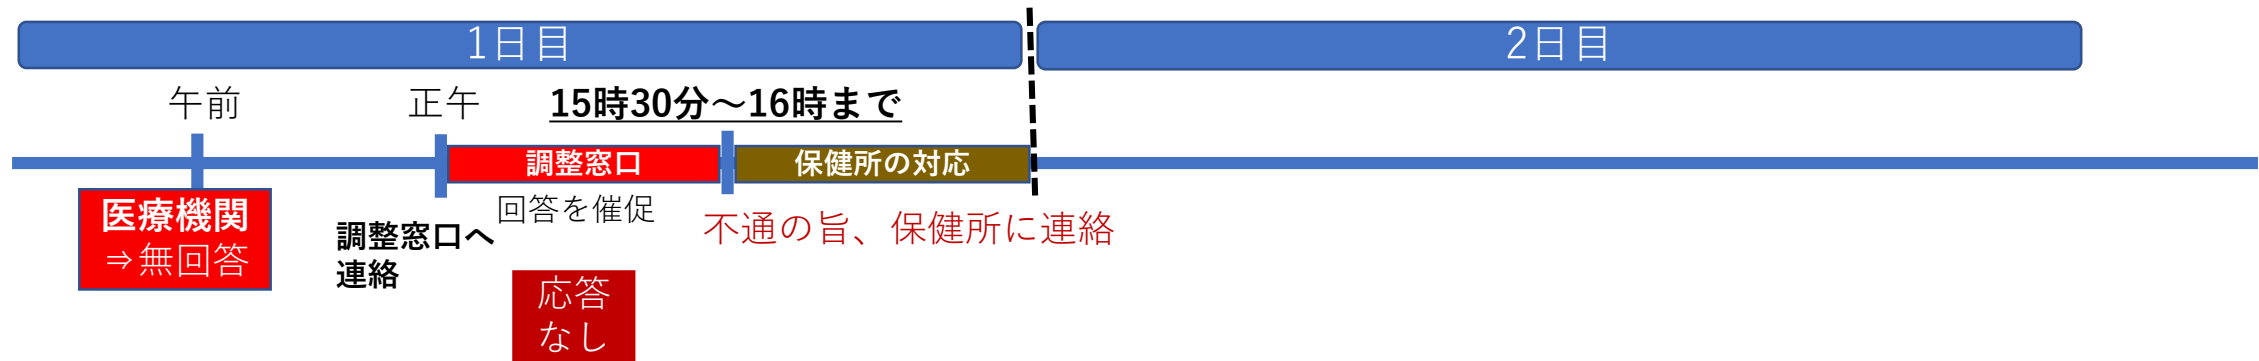 1日目
2日目
午前
正午
15時30分～16時まで
調整窓口
保健所の対応
医療機関
⇒無回答
調整窓口へ
連絡
回答を催促
不通の旨、保健所に連絡
応答
なし